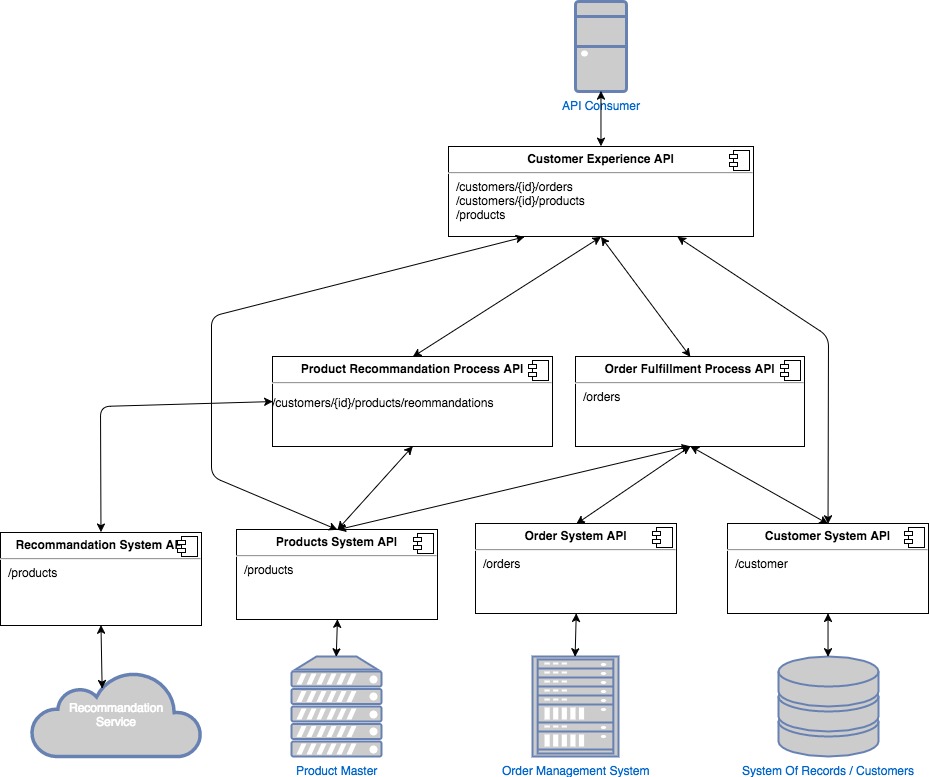 API Consumer
Customer Experience API
/customers/{id}/orders
/customers/{id}/products
/products
Product Recommandation Process API
/customers/{id}/products/reommandations
Order Fulfillment Process API
/orders
Recommandation System API
/products
Products System API
/products
Order System API
/orders
Customer System API
/customer
Recommandation
Service
Product Master
Order Management System
System Of Records / Customers